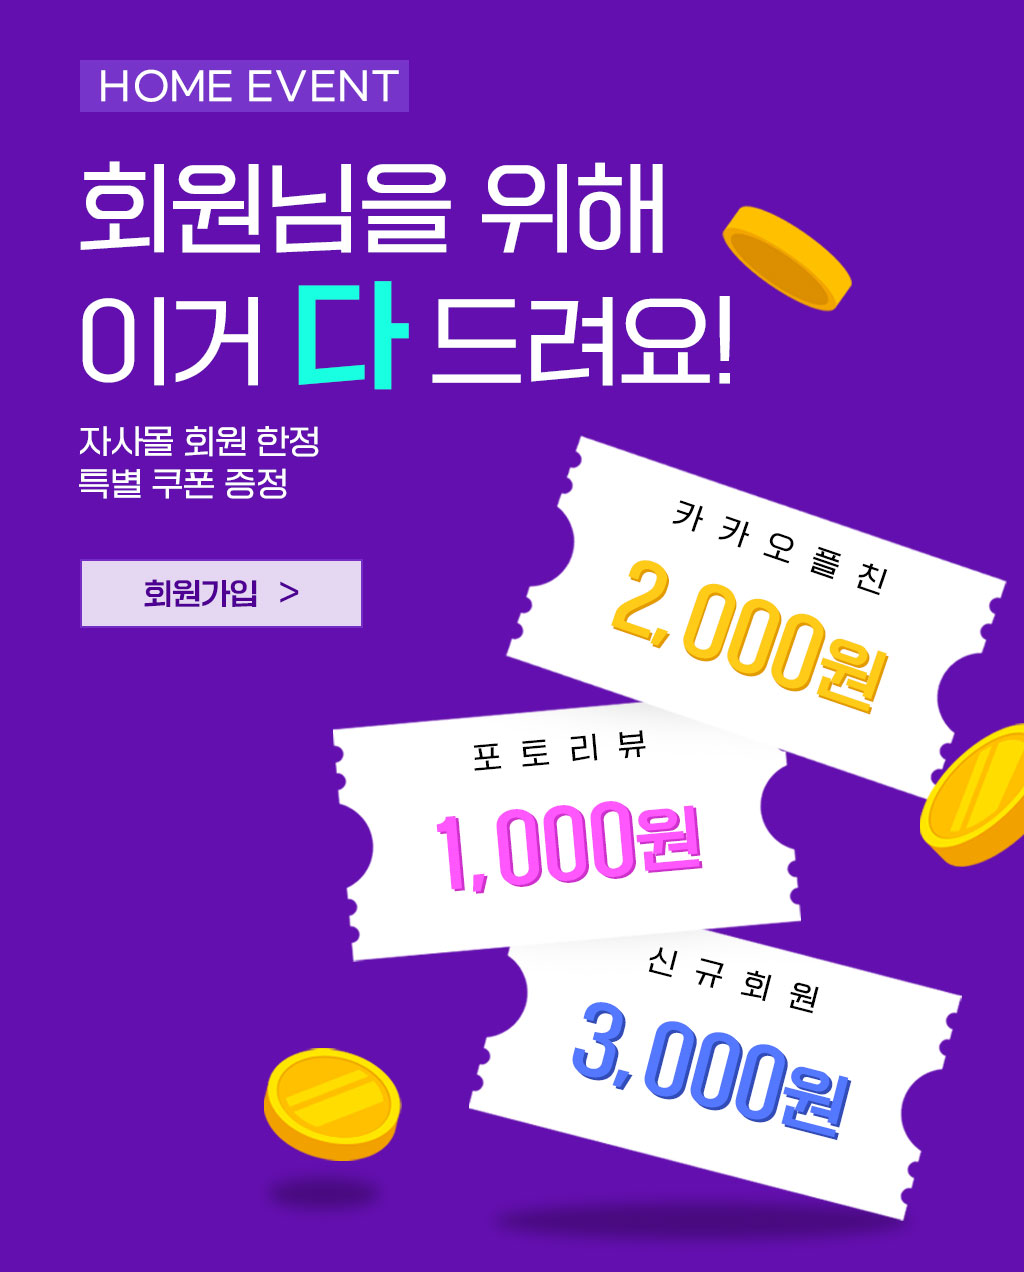 HOME EVENT
회원님을 위해
이거 다 드려요!
자사몰 회원 한정
특별 쿠폰 증정
회원가입 >
카카오플친
2,000원
포토리뷰
1,000원
신규회원
3,000원